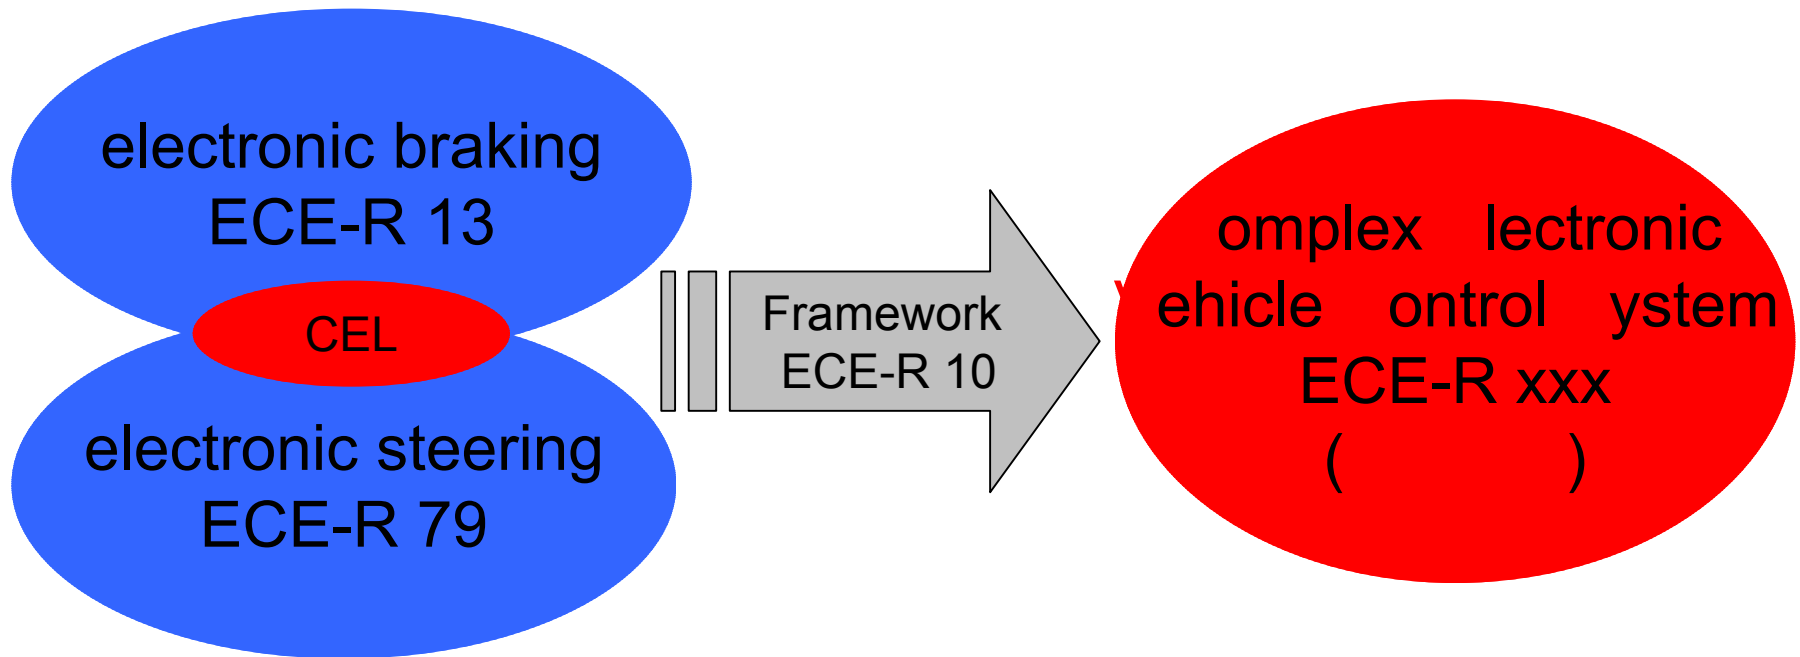 electronic braking
ECE-R 13
CEL
electronic steering
ECE-R 79
Framework
ECE-R 10
omplex lectronic
ehicle ontrol ystem
ECE-R xxx
( )